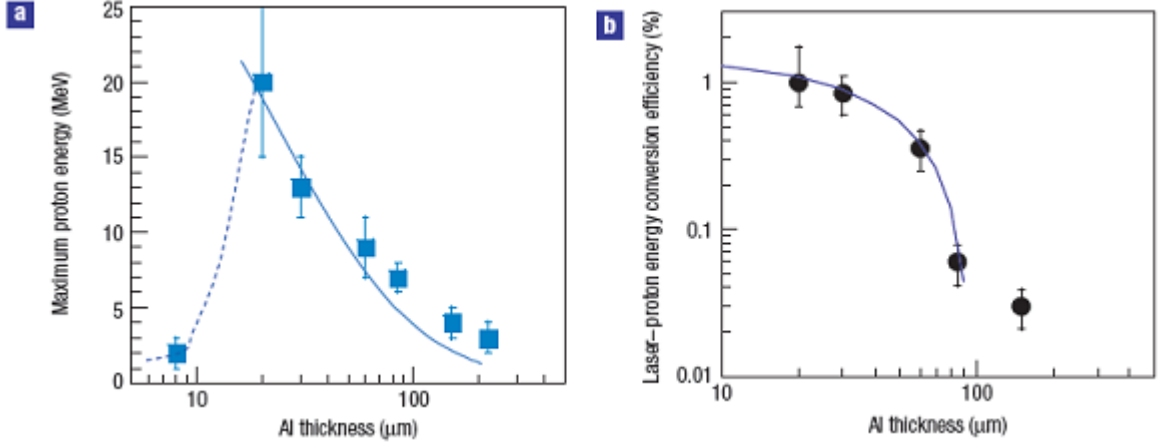 a
25
20
15
10
5
0
10
100
Maximum proton energy (MeV)
Al thickness (μm)
b
1
0.1
0.01
10
100
Laser–proton energy conversion efficiency (%)
Al thickness (μm)